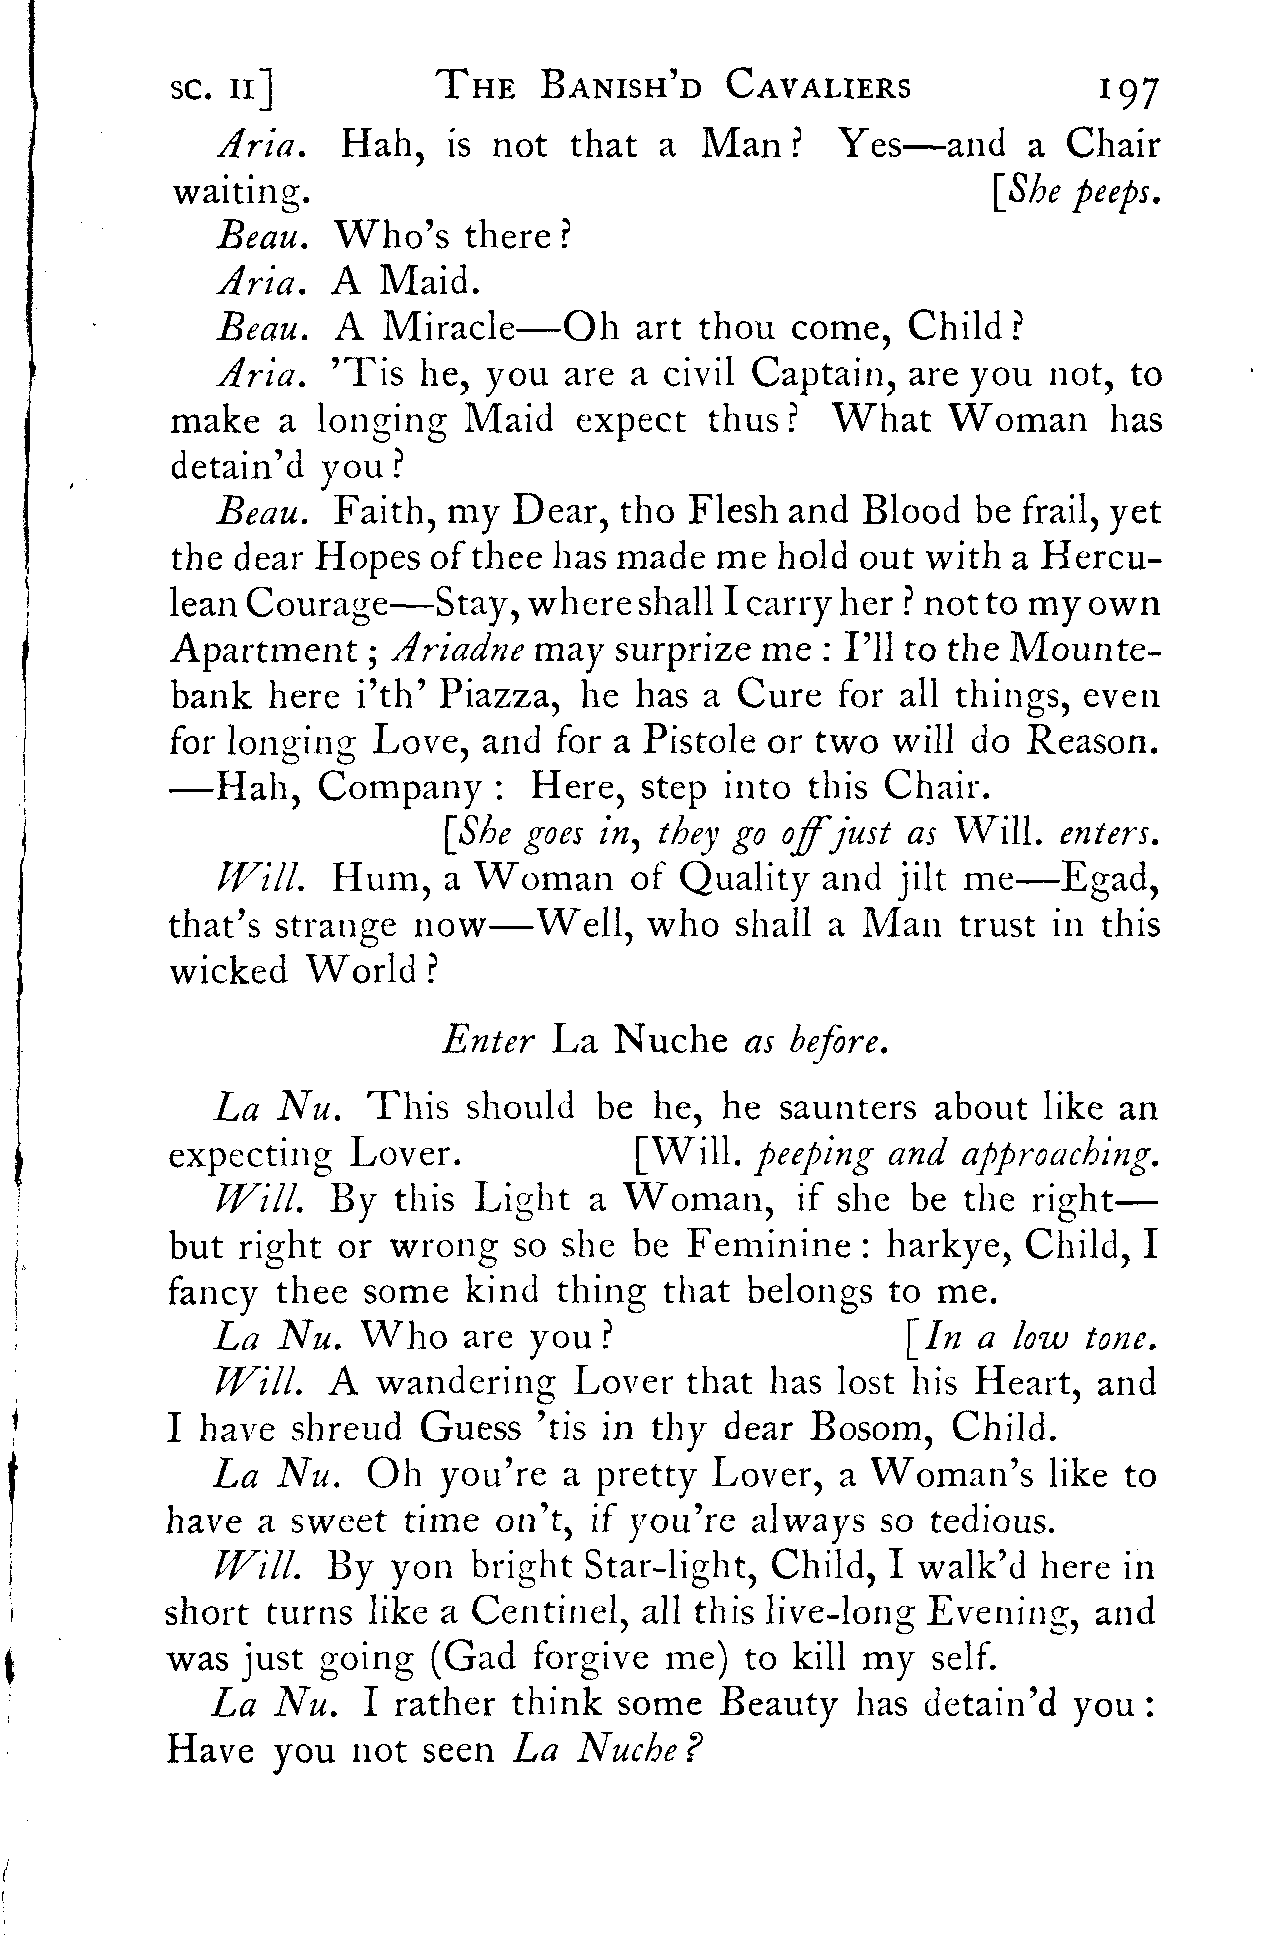 SC. II] THE BANISH'D CAVALIERS 197
Aria. Hah, is not that a Man? Yes—and a Chair
waiting. [She peeps.
Beau. Who's there?
Aria. A Maid.
Beau. A Miracle—Oh art thou come, Child?
Aria. 'Tis he, you are a civil Captain, are you not, to
make a longing Maid expect thus? What Woman has
detain'd you?
Beau. Faith, my Dear, tho Flesh and Blood be frail, yet
the dear Hopes of thee has made me hold out with a Hercu-
lean Courage—Stay, where shall I carry her? not to my own
Apartment; Ariadne may surprize me: I'll to the Mounte-
bank here i'th' Piazza, he has a Cure for all things, even
for longing Love, and for a Pistole or two will do Reason.
—Hah, Company: Here, step into this Chair.
[She goes in, they go off just as Will. enters.
Will. Hum, a Woman of Quality and jilt me—Egad,
that's strange now—Well, who shall a Man trust in this
wicked World?
Enter La Nuche as before.
La Nu. This should be he, he saunters about like an
expecting Lover. [Will. peeping and approaching.
Will. By this Light a Woman, if she be the right—
but right or wrong so she be Feminine: harkye, Child, I
fancy thee some kind thing that belongs to me.
La Nu. Who are you? [In a low tone.
Will. A wandering Lover that has lost his Heart, and
I have shreud Guess 'tis in thy dear Bosom, Child.
La Nu. Oh you're a pretty Lover, a Woman's like to
have a sweet time on't, if you're always so tedious.
Will. By yon bright Star-light, Child, I walk'd here in
short turns like a Centinel, all this live-long Evening, and
was just going (Gad forgive me) to kill my self.
La Nu. I rather think some Beauty has detain'd you:
Have you not seen La Nuche?